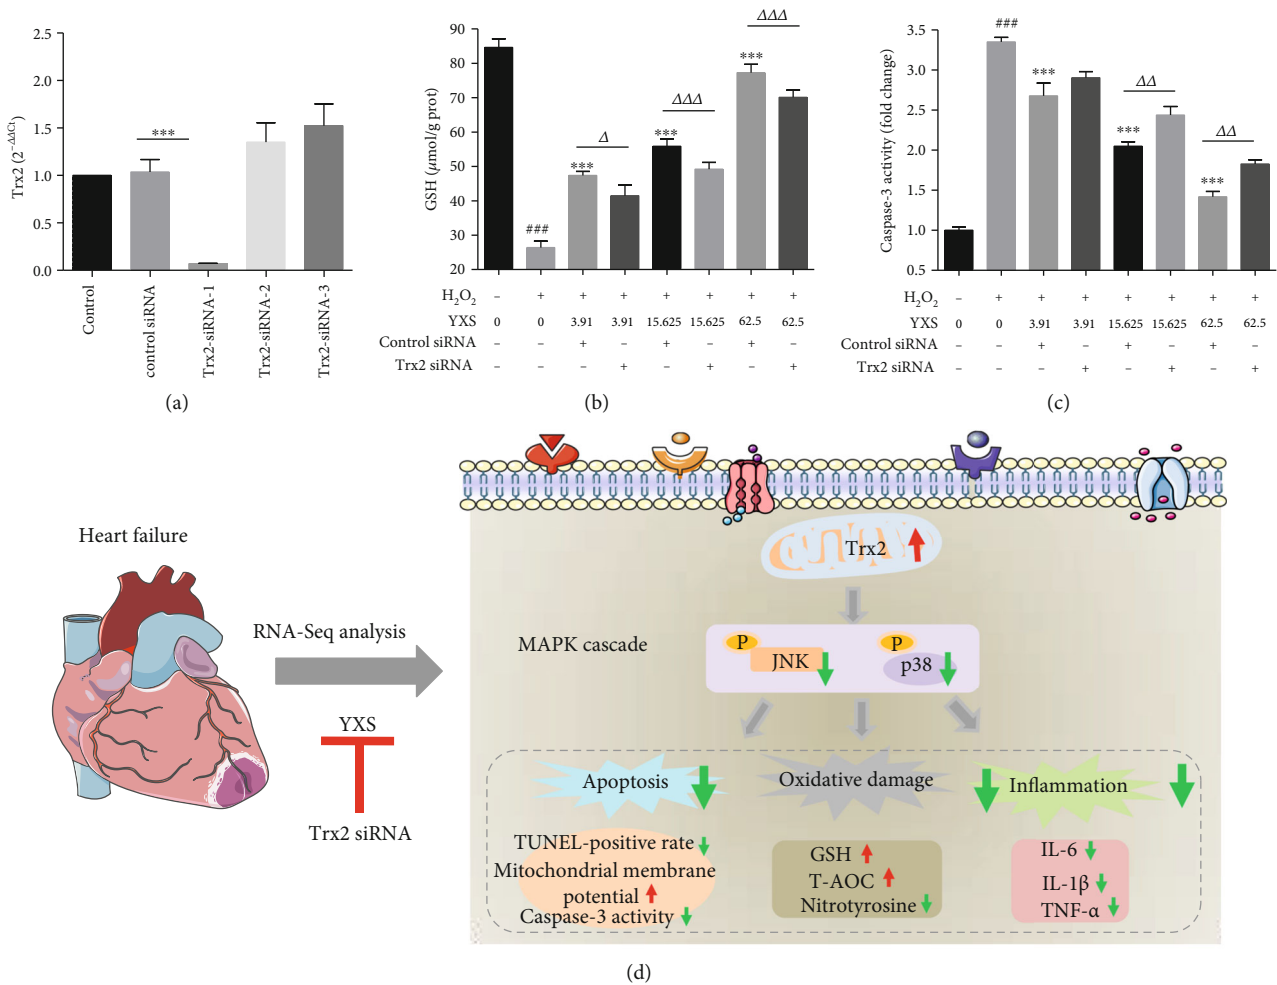 2.5
2.0
1.5
1.0
0.5
0.0
Trx2 (2^−ΔΔCt)
***
Control
control siRNA
Trx2-siRNA-1
Trx2-siRNA-2
Trx2-siRNA-3
(a)
90
80
70
60
50
40
30
20
GSH (μmol/g prot)
###
***
Δ
***
ΔΔΔ
***
ΔΔΔ
H₂O₂ − + + + + + + +
YXS 0 0 3.91 3.91 15.625 15.625 62.5 62.5
Control siRNA − − + − + − + −
Trx2 siRNA − − − + − + − +
(b)
3.5
3.0
2.5
2.0
1.5
1.0
0.5
Caspase-3 activity (fold change)
###
***
***
ΔΔ
***
ΔΔ
H₂O₂ − + + + + + + +
YXS 0 0 3.91 3.91 15.625 15.625 62.5 62.5
Control siRNA − − + − + − + −
Trx2 siRNA − − − + − + − +
(c)
Heart failure
RNA-Seq analysis
YXS
Trx2 siRNA
Trx2
MAPK cascade
P
JNK
P
p38
Apoptosis
Oxidative damage
Inflammation
TUNEL-positive rate
Mitochondrial membrane
potential
Caspase-3 activity
GSH
T-AOC
Nitrotyrosine
IL-6
IL-1β
TNF-α
(d)